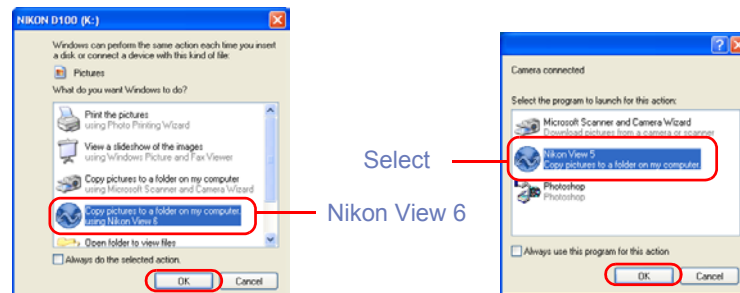 NIKON D100 (K:)
Windows can perform the same action each time you insert
a disk or connect a device with this kind of file:
Pictures
What do you want Windows to do?
Print the pictures
using Photo Printing Wizard
View a slideshow of the images
using Windows Picture and Fax Viewer
Copy pictures to a folder on my computer
using Microsoft Scanner and Camera Wizard
Copy pictures to a folder on my computer.
using Nikon View 6
Open folder to view files
Always do the selected action.
OK Cancel
Select
Nikon View 6
Camera connected
Select the program to launch for this action:
Microsoft Scanner and Camera Wizard
Download pictures from a camera or scanner
Nikon View 5
Copy pictures to a folder on my computer.
Photoshop
Photoshop
Always use this program for this action
OK Cancel